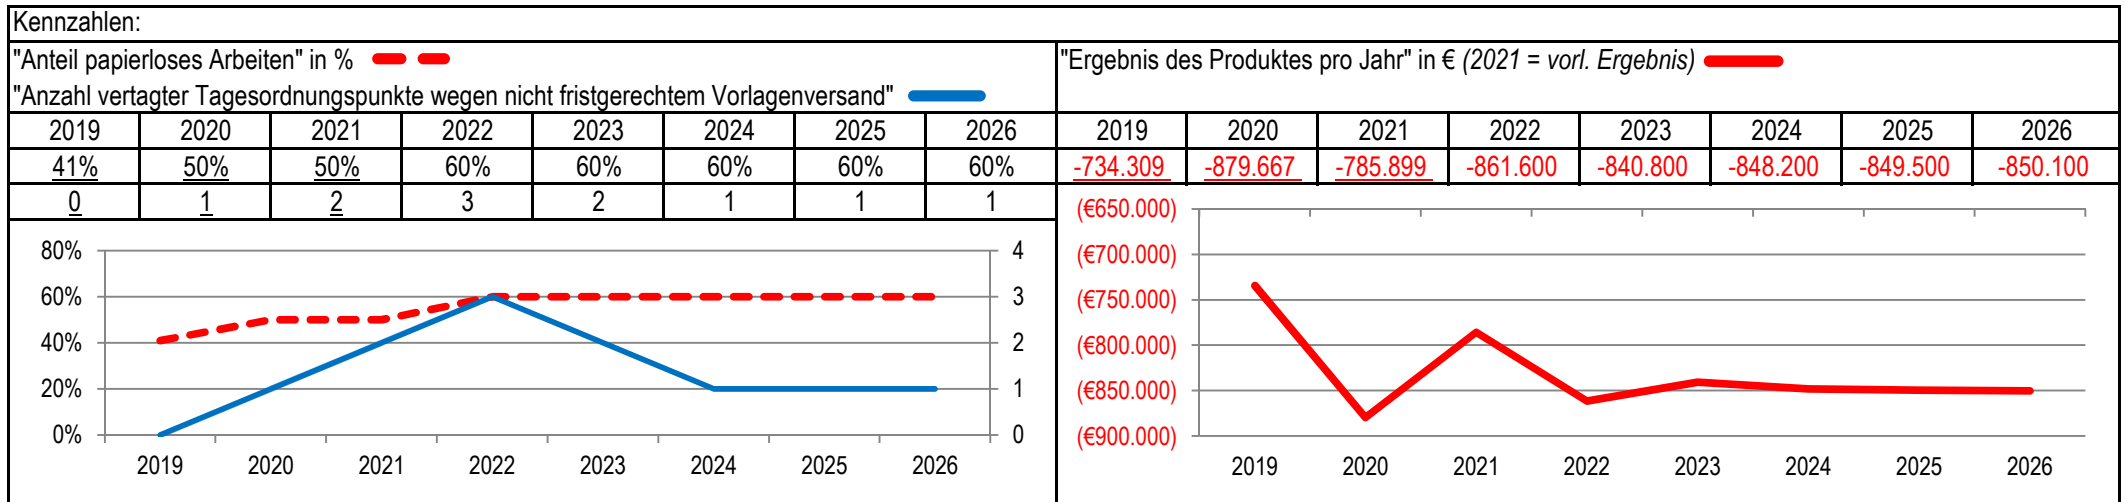 Kennzahlen:
"Anteil papierloses Arbeiten" in %
"Anzahl vertagter Tagesordnungspunkte wegen nicht fristgerechtem Vorlagenversand"
2019 2020 2021 2022 2023 2024 2025 2026
41% 50% 50% 60% 60% 60% 60% 60%
0 1 2 3 2 1 1 1
80% 4
60% 3
40% 2
20% 1
0% 0
2019 2020 2021 2022 2023 2024 2025 2026
"Ergebnis des Produktes pro Jahr" in € (2021 = vorl. Ergebnis)
2019 2020 2021 2022 2023 2024 2025 2026
-734.309 -879.667 -785.899 -861.600 -840.800 -848.200 -849.500 -850.100
(€650.000)
(€700.000)
(€750.000)
(€800.000)
(€850.000)
(€900.000)
2019 2020 2021 2022 2023 2024 2025 2026